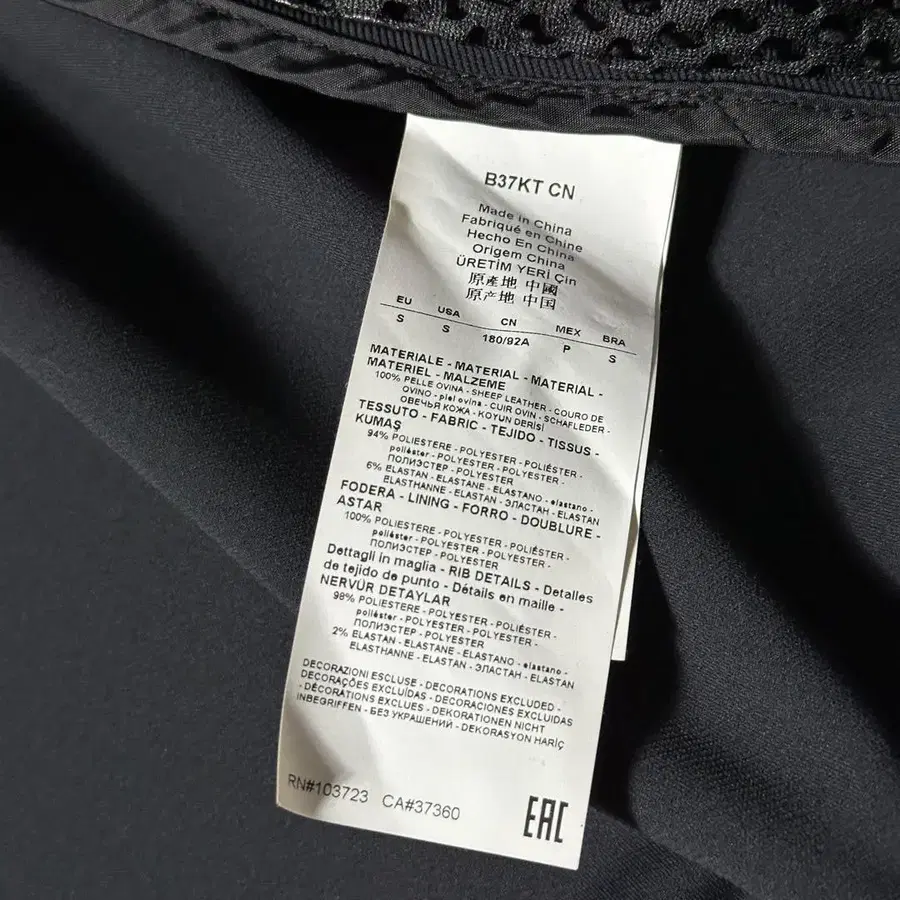 B37KT CN
Made in China
Fabriqué en Chine
Hecho En China
Origem China
ÜRETİM YERİ Çin
原産地 中國
原产地 中国
EU USA CN MEX BRA
S S 180/92A P S
MATERIALE - MATERIAL - MATERIAL -
MATERIEL - MALZEME
100% PELLE OVINA - SHEEP LEATHER - COURO DE
OVINO - piel ovina - CUIR OVIN - SCHAFLEDER -
ОВЕЧЬЯ КОЖА - KOYUN DERİSİ
TESSUTO - FABRIC - TEJIDO - TISSUS -
KUMAŞ
94% POLIESTERE - POLYESTER - POLIÉSTER -
poliéster - POLYESTER - POLYESTER -
ПОЛИЭСТЕР - POLYESTER
6% ELASTAN - ELASTANE - ELASTANO - elastano -
ELASTHANNE - ELASTAN - ЭЛАСТАН - ELASTAN
FODERA - LINING - FORRO - DOUBLURE -
ASTAR
100% POLIESTERE - POLYESTER - POLIÉSTER -
poliéster - POLYESTER - POLYESTER -
ПОЛИЭСТЕР - POLYESTER
Dettagli in maglia - RIB DETAILS - Detalles
de tejido de punto - Détails en maille -
NERVÜR DETAYLAR
98% POLIESTERE - POLYESTER - POLIÉSTER -
poliéster - POLYESTER - POLYESTER -
ПОЛИЭСТЕР - POLYESTER
2% ELASTAN - ELASTANE - ELASTANO - elastano -
ELASTHANNE - ELASTAN - ЭЛАСТАН - ELASTAN
DECORAZIONI ESCLUSE - DECORATIONS EXCLUDED -
DECORAÇÕES EXCLUÍDAS - DECORACIONES EXCLUIDAS
- DÉCORATIONS EXCLUES - DEKORATIONEN NICHT
INBEGRIFFEN - БЕЗ УКРАШЕНИЙ - DEKORASYON HARİÇ
RN#103723 CA#37360
EAC